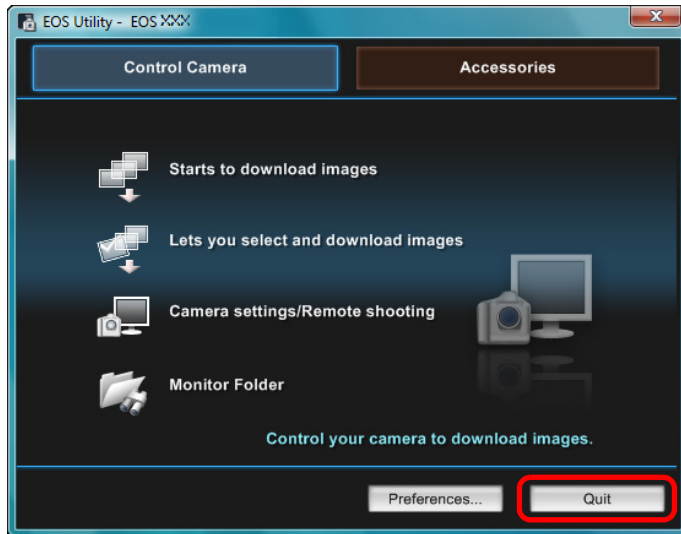 EOS Utility - EOS XXX
Control Camera
Accessories
Starts to download images
Lets you select and download images
Camera settings/Remote shooting
Monitor Folder
Control your camera to download images.
Preferences...
Quit